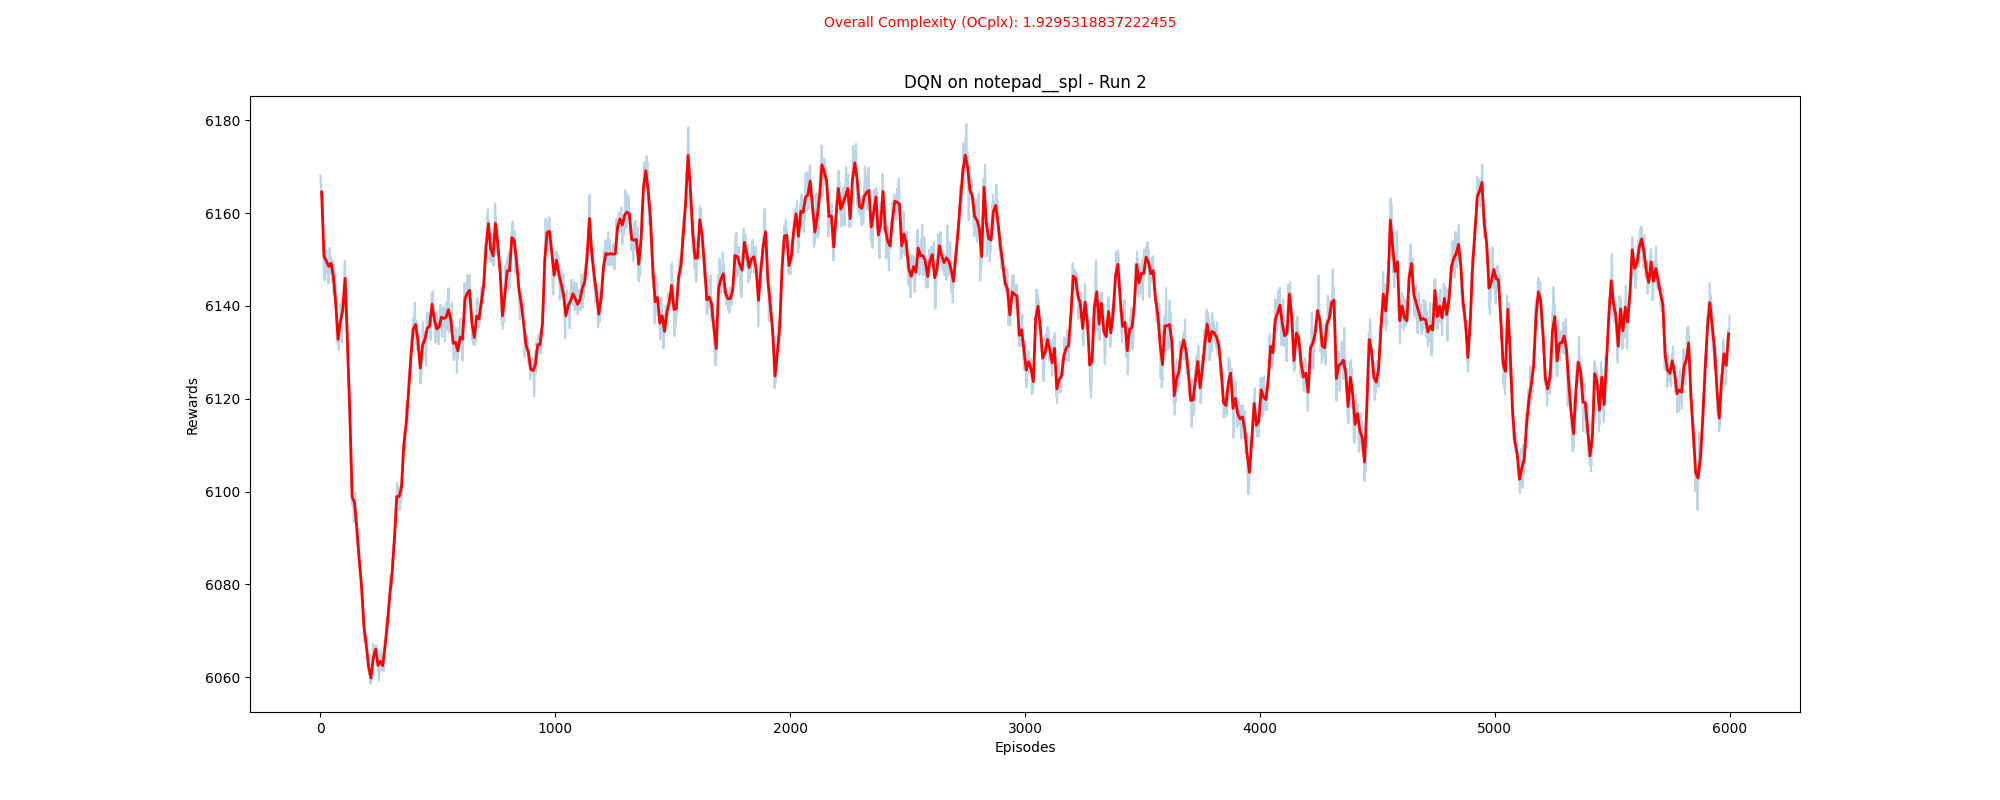 Overall Complexity (OCplx): 1.9295318837222455
DQN on notepad__spl - Run 2
6180
6160
6140
6120
6100
6080
6060
Rewards
0 1000 2000 3000 4000 5000 6000
Episodes